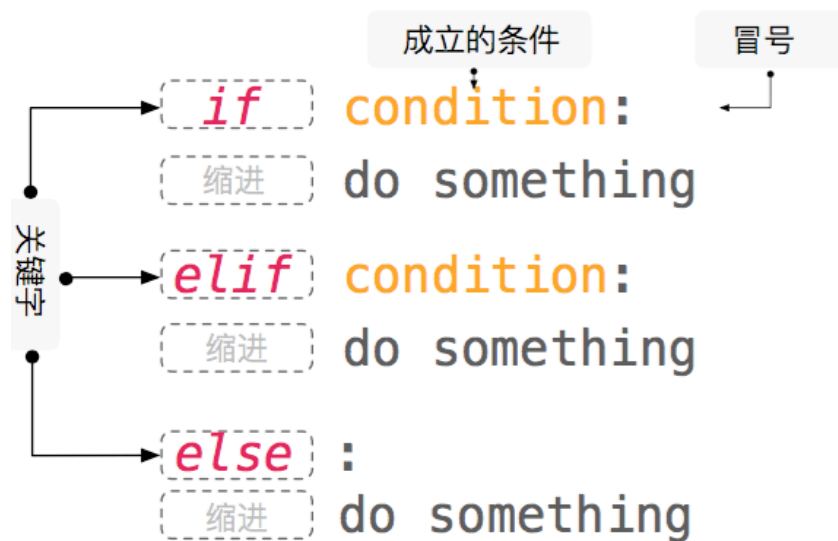 成立的条件 冒号
if condition:
缩进 do something
关键字
elif condition:
缩进 do something
else :
缩进 do something